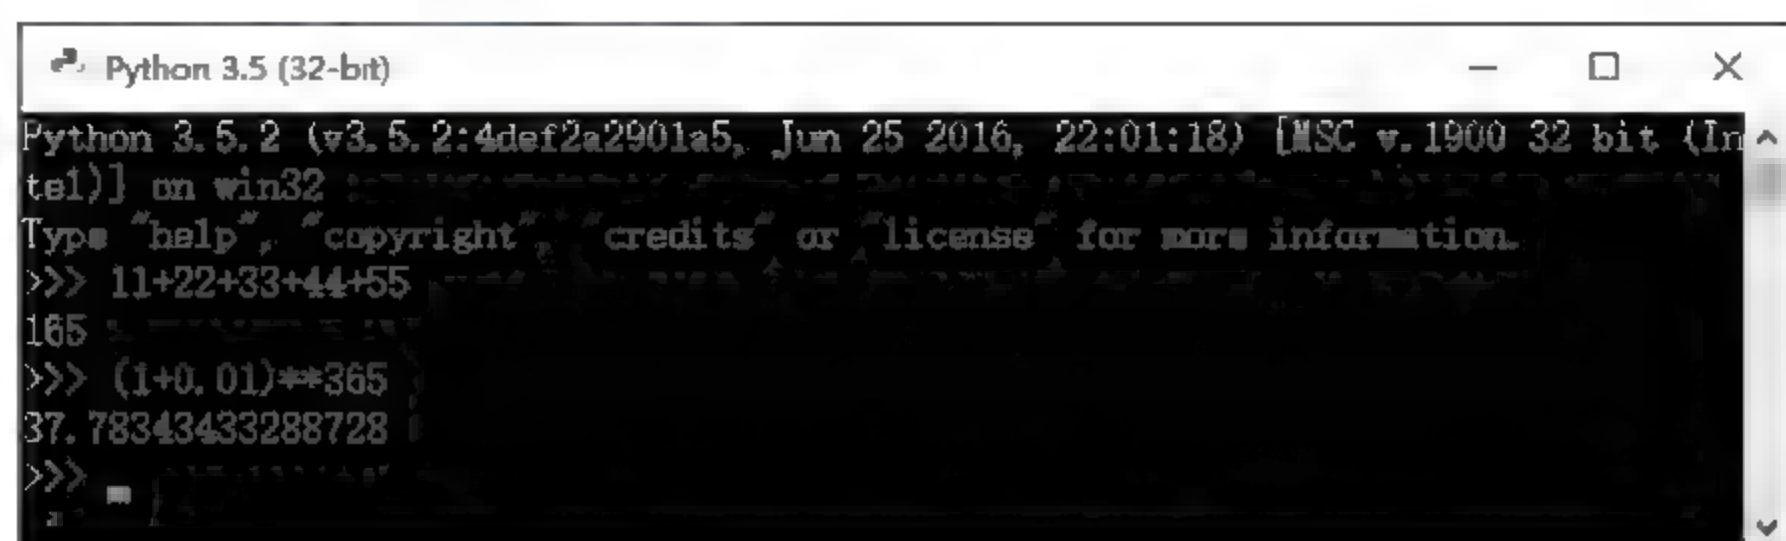 Python 3.5 (32-bit)
Python 3.5.2 (v3.5.2:4def2a2901a5, Jun 25 2016, 22:01:18) [MSC v.1900 32 bit (In
tel)] on win32
Type "help", "copyright", "credits" or "license" for more information.
>>> 11+22+33+44+55
165
>>> (1+0.01)**365
37.78343433288728
>>>